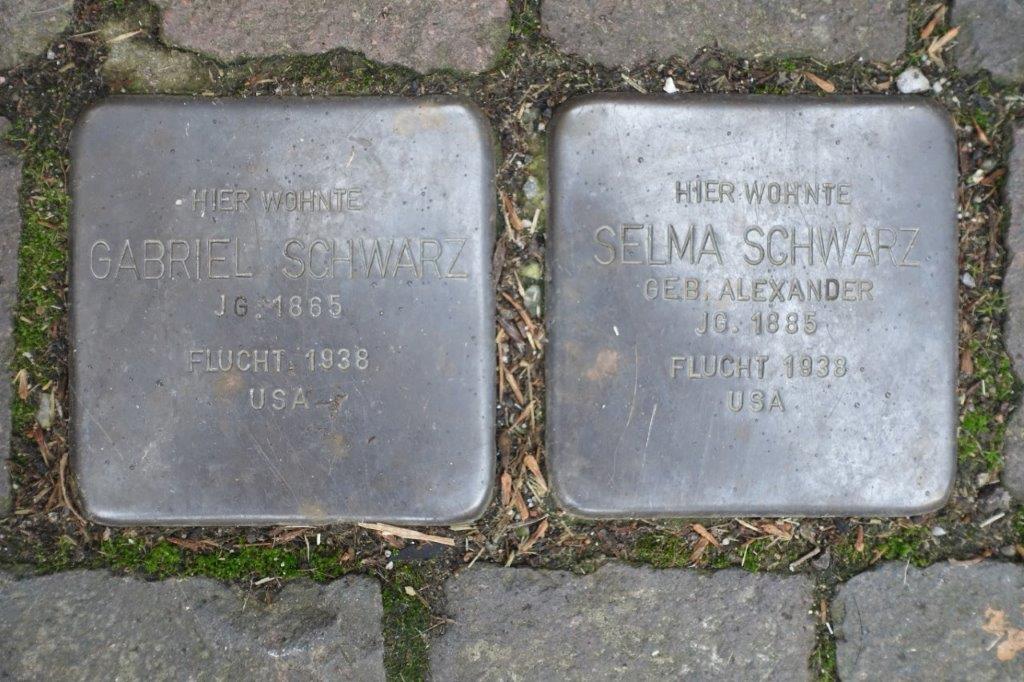 HIER WOHNTE
GABRIEL SCHWARZ
JG. 1865
FLUCHT 1938
USA
HIER WOHNTE
SELMA SCHWARZ
GEB. ALEXANDER
JG. 1885
FLUCHT 1938
USA